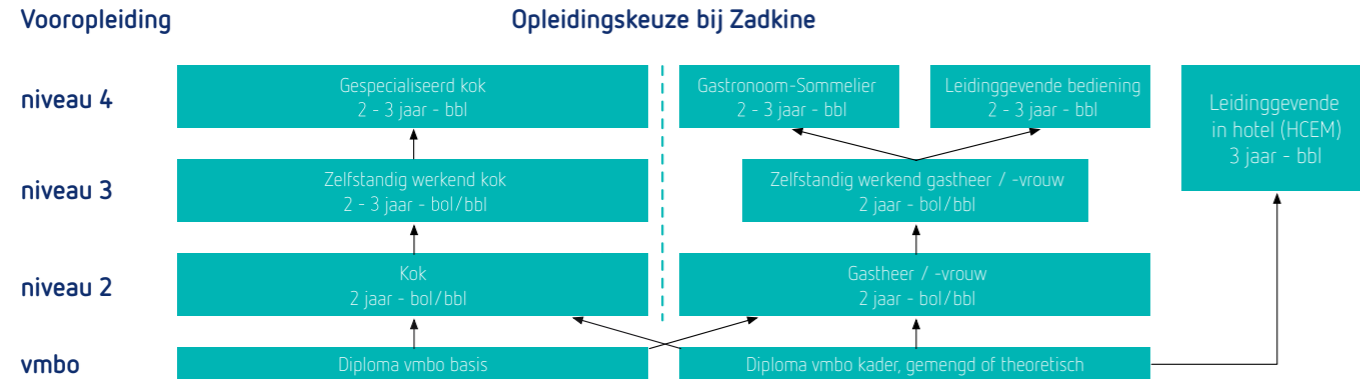 Vooropleiding
Opleidingskeuze bij Zadkine
niveau 4
Gespecialiseerd kok
2 - 3 jaar - bbl
Gastronoom-Sommelier
2 - 3 jaar - bbl
Leidinggevende bediening
2 - 3 jaar - bbl
Leidinggevende
in hotel (HCEM)
3 jaar - bbl
niveau 3
Zelfstandig werkend kok
2 - 3 jaar - bol/bbl
Zelfstandig werkend gastheer / -vrouw
2 jaar - bol/bbl
niveau 2
Kok
2 jaar - bol/bbl
Gastheer / -vrouw
2 jaar - bol/bbl
vmbo
Diploma vmbo basis
Diploma vmbo kader, gemengd of theoretisch